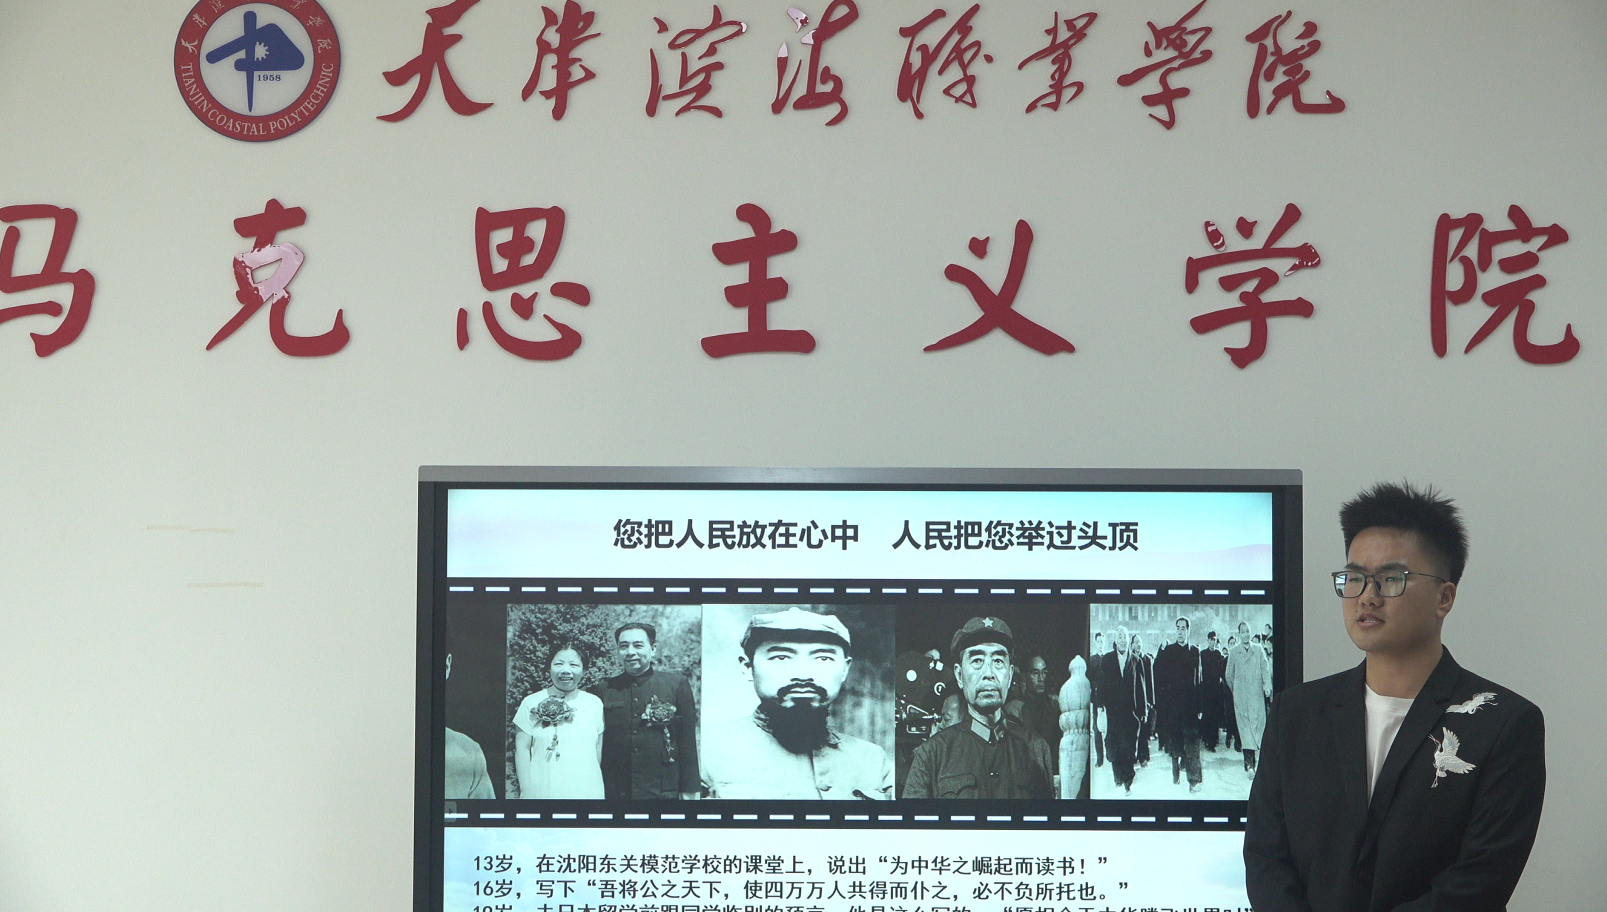 天津滨海職業学院
TIANJIN COASTAL POLYTECHNIC
1958
马克思主义学院
您把人民放在心中 人民把您举过头顶
13岁，在沈阳东关模范学校的课堂上，说出“为中华之崛起而读书！”
16岁，写下“吾将公之天下，使四万万人共得而仆之，必不负所托也。”